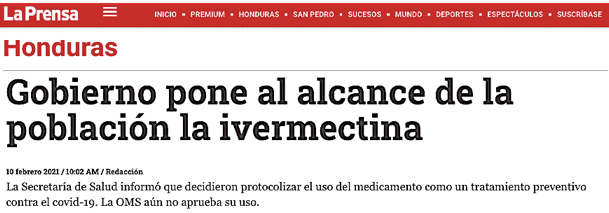 LaPrensa INICIO • PREMIUM • HONDURAS • SAN PEDRO • SUCESOS • MUNDO • DEPORTES • ESPECTÁCULOS • SUSCRÍBASE
Honduras
Gobierno pone al alcance de la
población la ivermectina
10 febrero 2021 / 10:02 AM / Redacción
La Secretaría de Salud informó que decidieron protocolizar el uso del medicamento como un tratamiento preventivo
contra el covid-19. La OMS aún no aprueba su uso.